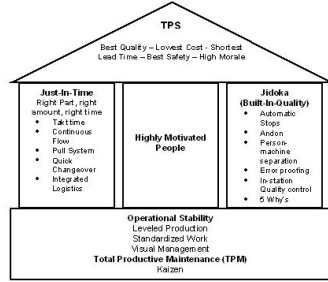 TPS
Best Quality – Lowest Cost - Shortest
Lead Time – Best Safety – High Morale
Just-In-Time
Right Part, right
amount, right time
Takt time
Continuous
Flow
Pull System
Quick
Changeover
Integrated
Logistics
Highly Motivated
People
Jidoka
(Built-In-Quality)
Automatic
Stops
Andon
Person-
machine
separation
Error proofing
In-station
Quality control
5 Why's
Operational Stability
Leveled Production
Standardized Work
Visual Management
Total Productive Maintenance (TPM)
Kaizen